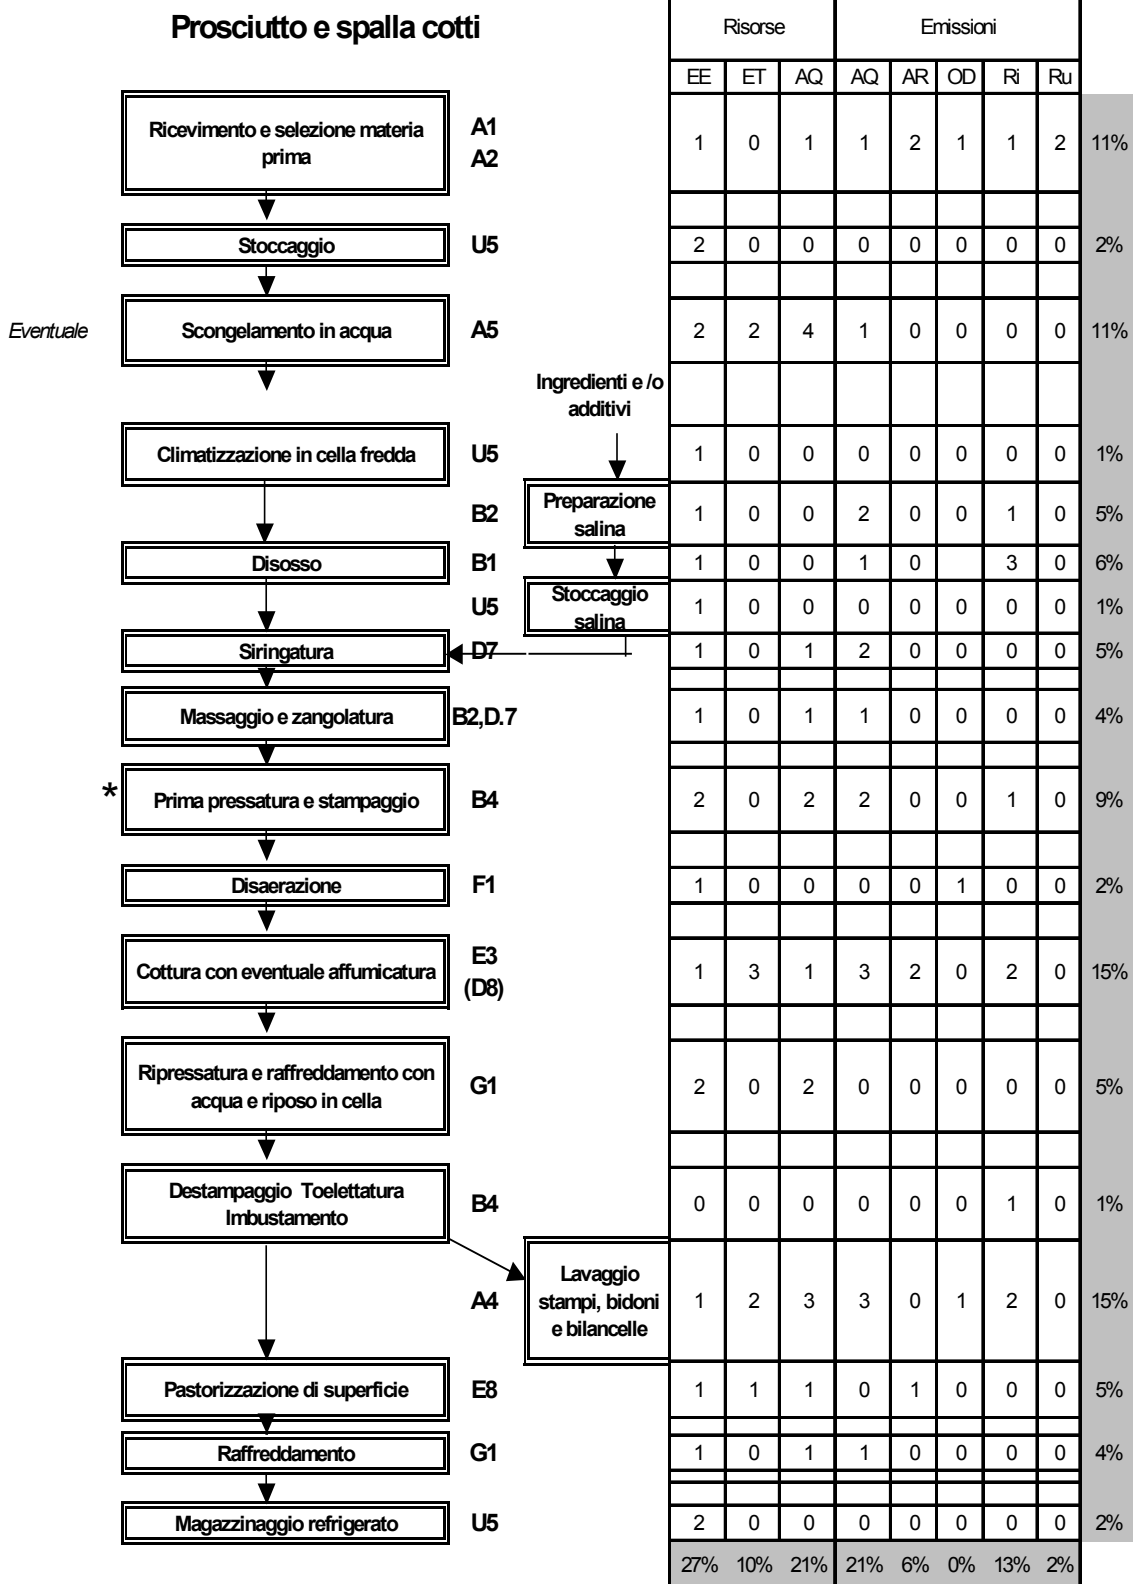 Prosciutto e spalla cotti
Risorse Emissioni
EE ET AQ AQ AR OD Ri Ru
Ricevimento e selezione materia
prima
A1
A2
1 0 1 1 2 1 1 2 11%
Stoccaggio U5 2 0 0 0 0 0 0 0 2%
Eventuale Scongelamento in acqua A5 2 2 4 1 0 0 0 0 11%
Ingredienti e /o
additivi
Climatizzazione in cella fredda U5 1 0 0 0 0 0 0 0 1%
B2 Preparazione
salina
1 0 0 2 0 0 1 0 5%
Disosso B1 1 0 0 1 0 3 0 6%
U5 Stoccaggio
salina
1 0 0 0 0 0 0 0 1%
Siringatura D7 1 0 1 2 0 0 0 0 5%
Massaggio e zangolatura B2,D.7 1 0 1 1 0 0 0 0 4%
* Prima pressatura e stampaggio B4 2 0 2 2 0 0 1 0 9%
Disaerazione F1 1 0 0 0 0 1 0 0 2%
Cottura con eventuale affumicatura E3
(D8)
1 3 1 3 2 0 2 0 15%
Ripressatura e raffreddamento con
acqua e riposo in cella
G1 2 0 2 0 0 0 0 0 5%
Destampaggio Toelettatura
Imbustamento
B4 0 0 0 0 0 0 1 0 1%
A4 Lavaggio
stampi, bidoni
e bilancelle
1 2 3 3 0 1 2 0 15%
Pastorizzazione di superficie E8 1 1 1 0 1 0 0 0 5%
Raffreddamento G1 1 0 1 1 0 0 0 0 4%
Magazzinaggio refrigerato U5 2 0 0 0 0 0 0 0 2%
27% 10% 21% 21% 6% 0% 13% 2%